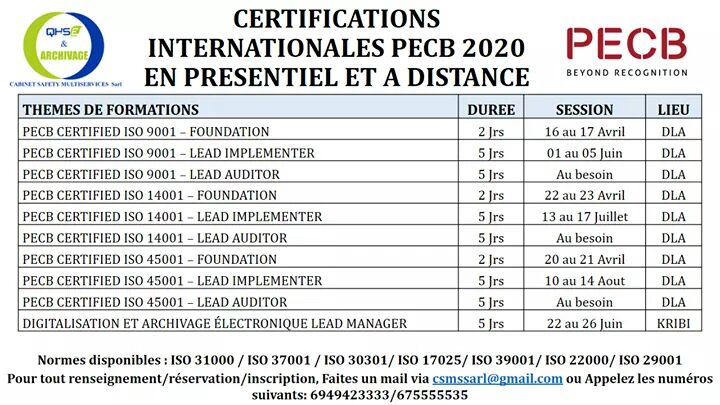 QHSE
&
ARCHIVAGE
CABINET SAFETY MULTISERVICES Sarl
CERTIFICATIONS
INTERNATIONALES PECB 2020
EN PRESENTIEL ET A DISTANCE
PECB
BEYOND RECOGNITION
THEMES DE FORMATIONS DUREE SESSION LIEU
PECB CERTIFIED ISO 9001 – FOUNDATION 2 Jrs 16 au 17 Avril DLA
PECB CERTIFIED ISO 9001 – LEAD IMPLEMENTER 5 Jrs 01 au 05 Juin DLA
PECB CERTIFIED ISO 9001 – LEAD AUDITOR 5 Jrs Au besoin DLA
PECB CERTIFIED ISO 14001 – FOUNDATION 2 Jrs 22 au 23 Avril DLA
PECB CERTIFIED ISO 14001 – LEAD IMPLEMENTER 5 Jrs 13 au 17 Juillet DLA
PECB CERTIFIED ISO 14001 – LEAD AUDITOR 5 Jrs Au besoin DLA
PECB CERTIFIED ISO 45001 – FOUNDATION 2 Jrs 20 au 21 Avril DLA
PECB CERTIFIED ISO 45001 – LEAD IMPLEMENTER 5 Jrs 10 au 14 Aout DLA
PECB CERTIFIED ISO 45001 – LEAD AUDITOR 5 Jrs Au besoin DLA
DIGITALISATION ET ARCHIVAGE ÉLECTRONIQUE LEAD MANAGER 5 Jrs 22 au 26 Juin KRIBI
Normes disponibles : ISO 31000 / ISO 37001 / ISO 30301/ ISO 17025/ ISO 39001/ ISO 22000/ ISO 29001
Pour tout renseignement/réservation/inscription, Faites un mail via csmssarl@gmail.com ou Appelez les numéros
suivants: 6949423333/675555535